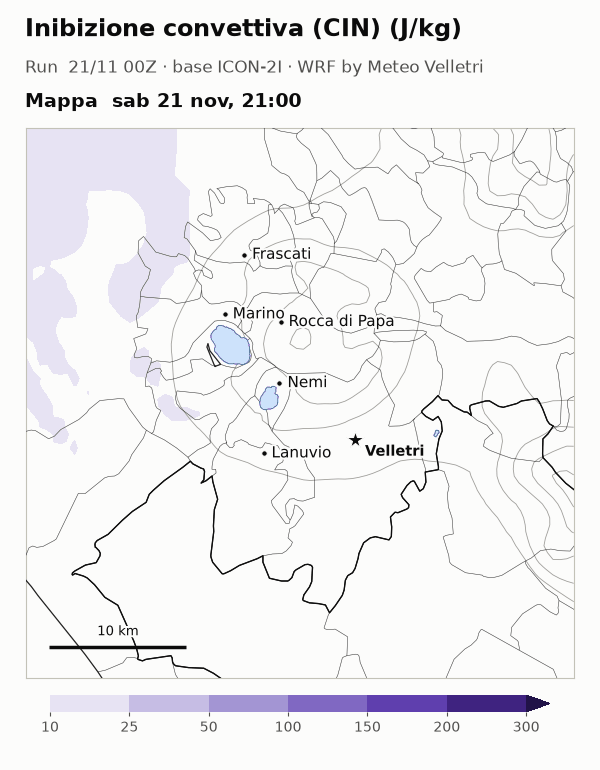 Inibizione convettiva (CIN) (J/kg)
Run  21/11 00Z · base ICON-2I · WRF by Meteo Velletri
Mappa  sab 21 nov, 21:00
Frascati
Marino
Rocca di Papa
Nemi
Velletri
Lanuvio
10 km
10 25 50 100 150 200 300